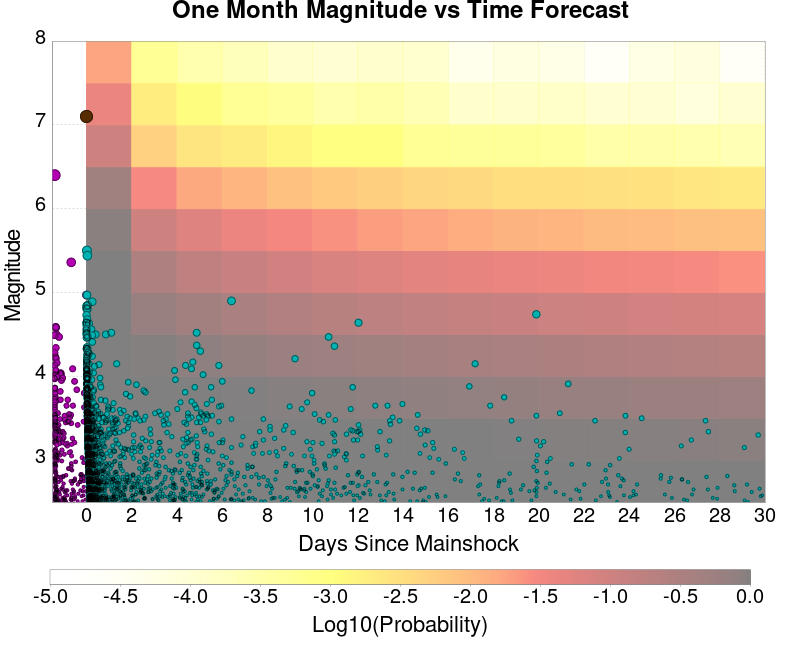 One Month Magnitude vs Time Forecast
8
7
6
5
4
3
Magnitude
0 2 4 6 8 10 12 14 16 18 20 22 24 26 28 30
Days Since Mainshock
-5.0 -4.5 -4.0 -3.5 -3.0 -2.5 -2.0 -1.5 -1.0 -0.5 0.0
Log10(Probability)